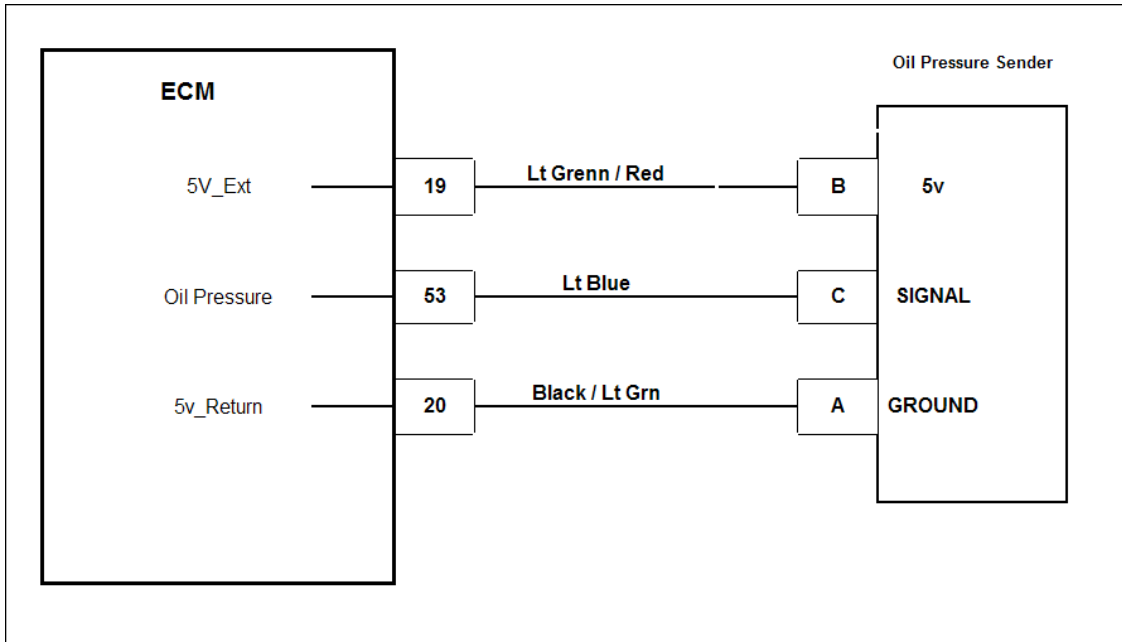 Oil Pressure Sender
ECM
5V_Ext
19
Lt Grenn / Red
B
5v
Oil Pressure
53
Lt Blue
C
SIGNAL
5v_Return
20
Black / Lt Grn
A
GROUND